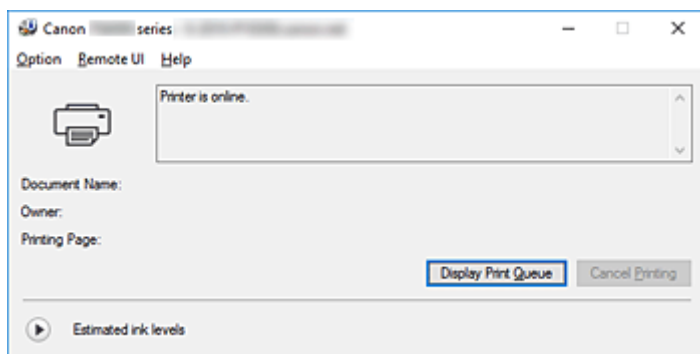 Canon series
Option Remote UI Help
Printer is online.
Document Name:
Owner:
Printing Page:
Display Print Queue Cancel Printing
Estimated ink levels